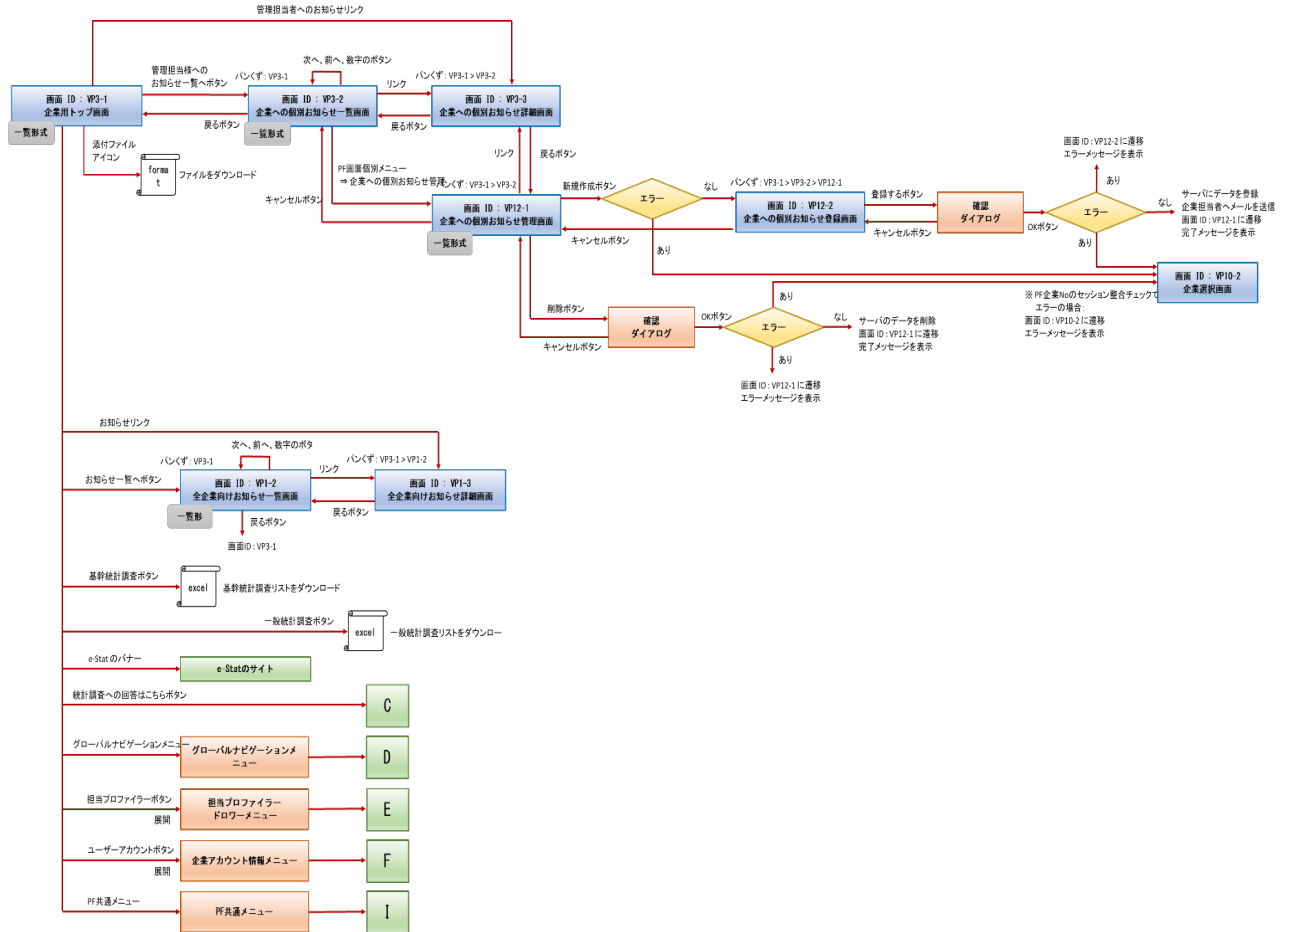 管理担当者へのお知らせリンク
次へ、前へ、数字のボタン
管理担当様への
お知らせ一覧へボタン
パンくず : VP3-1
リンク
パンくず : VP3-1 > VP3-2
画面 ID : VP3-1
企業用トップ画面
一覧形式
画面 ID : VP3-2
企業への個別お知らせ一覧画面
一覧形式
画面 ID : VP3-3
企業への個別お知らせ詳細画面
戻るボタン
戻るボタン
添付ファイル
アイコン
forma
t
ファイルをダウンロード
リンク
戻るボタン
PF画面個別メニュー
⇒ 企業への個別お知らせ管理
キャンセルボタン
パンくず : VP3-1 > VP3-2
画面 ID : VP12-1
企業への個別お知らせ管理画面
一覧形式
新規作成ボタン
エラー
なし
パンくず : VP3-1 > VP3-2 > VP12-1
画面 ID : VP12-2
企業への個別お知らせ登録画面
キャンセルボタン
あり
登録するボタン
キャンセルボタン
確認
ダイアログ
OKボタン
エラー
画面 ID : VP12-2 に遷移
エラーメッセージを表示
あり
なし
サーバにデータを登録
企業担当者へメールを送信
画面 ID : VP12-1 に遷移
完了メッセージを表示
あり
画面 ID : VP10-2
企業選択画面
※ PF企業Noのセッション整合チェックで
エラーの場合:
画面 ID : VP10-2 に遷移
エラーメッセージを表示
削除ボタン
キャンセルボタン
確認
ダイアログ
OKボタン
エラー
あり
なし
サーバのデータを削除
画面 ID : VP12-1 に遷移
完了メッセージを表示
あり
画面 ID : VP12-1 に遷移
エラーメッセージを表示
お知らせリンク
次へ、前へ、数字のボタ
パンくず : VP3-1
リンク
パンくず : VP3-1 > VP1-2
お知らせ一覧へボタン
画面 ID : VP1-2
全企業向けお知らせ一覧画面
一覧形
画面 ID : VP1-3
全企業向けお知らせ詳細画面
戻るボタン
戻るボタン
画面ID : VP3-1
基幹統計調査ボタン
excel
基幹統計調査リストをダウンロード
一般統計調査ボタン
excel
一般統計調査リストをダウンロー
e-Stat のバナー
e-Statのサイト
統計調査への回答はこちらボタン
C
グローバルナビゲーションメニュー
グローバルナビゲーションメ
ニュー
D
担当プロファイラーボタン
展開
担当プロファイラー
ドロワーメニュー
E
ユーザーアカウントボタン
展開
企業アカウント情報メニュー
F
PF共通メニュー
PF共通メニュー
I